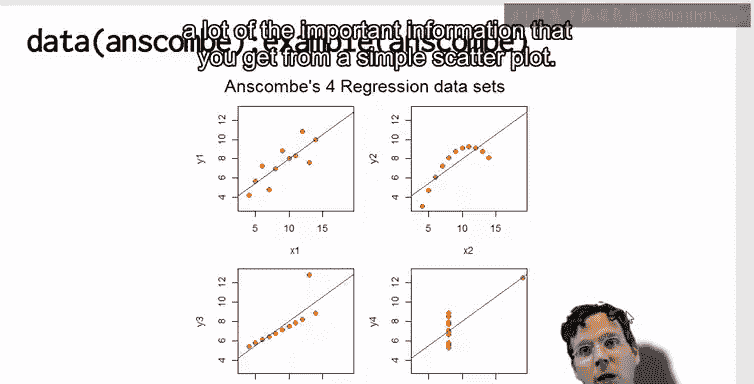 a lot of the important information that
data(anscombe);example(anscombe)
you get from a simple scatter plot.
Anscombe's 4 Regression data sets
y1
4 6 8 10 12
5 10 15
x1
y2
4 6 8 10 12
5 10 15
x2
y3
4 6 8 10 12
y4
4 6 8 10 12